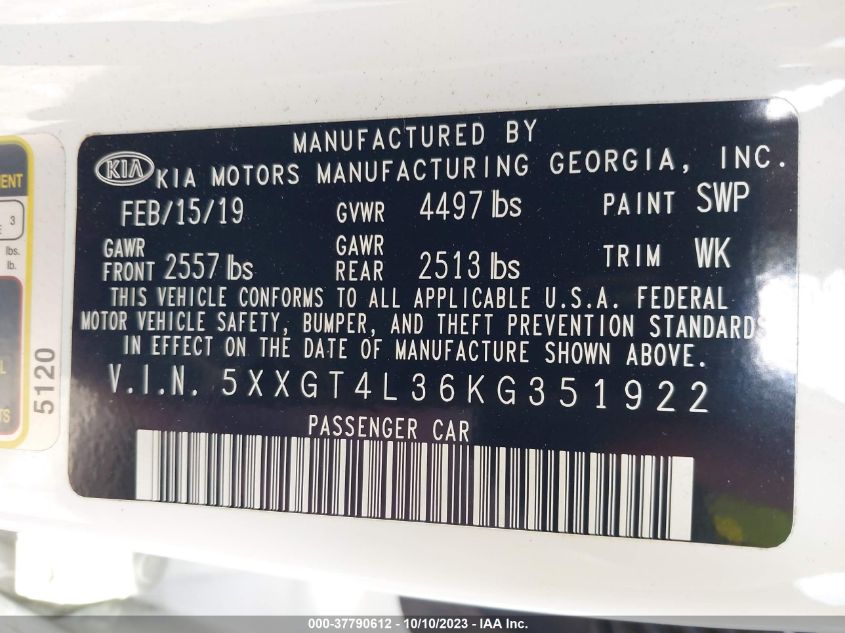 MANUFACTURED BY
KIA KIA MOTORS MANUFACTURING GEORGIA, INC.
FEB/15/19 GVWR 4497 lbs PAINT SWP
GAWR FRONT 2557 lbs GAWR REAR 2513 lbs TRIM WK
THIS VEHICLE CONFORMS TO ALL APPLICABLE U.S.A. FEDERAL
MOTOR VEHICLE SAFETY, BUMPER, AND THEFT PREVENTION STANDARDS
IN EFFECT ON THE DATE OF MANUFACTURE SHOWN ABOVE.
V.I.N. 5XXGT4L36KG351922
PASSENGER CAR
3
lbs.
lb.
5120
000-37790612 - 10/10/2023 - © IAA